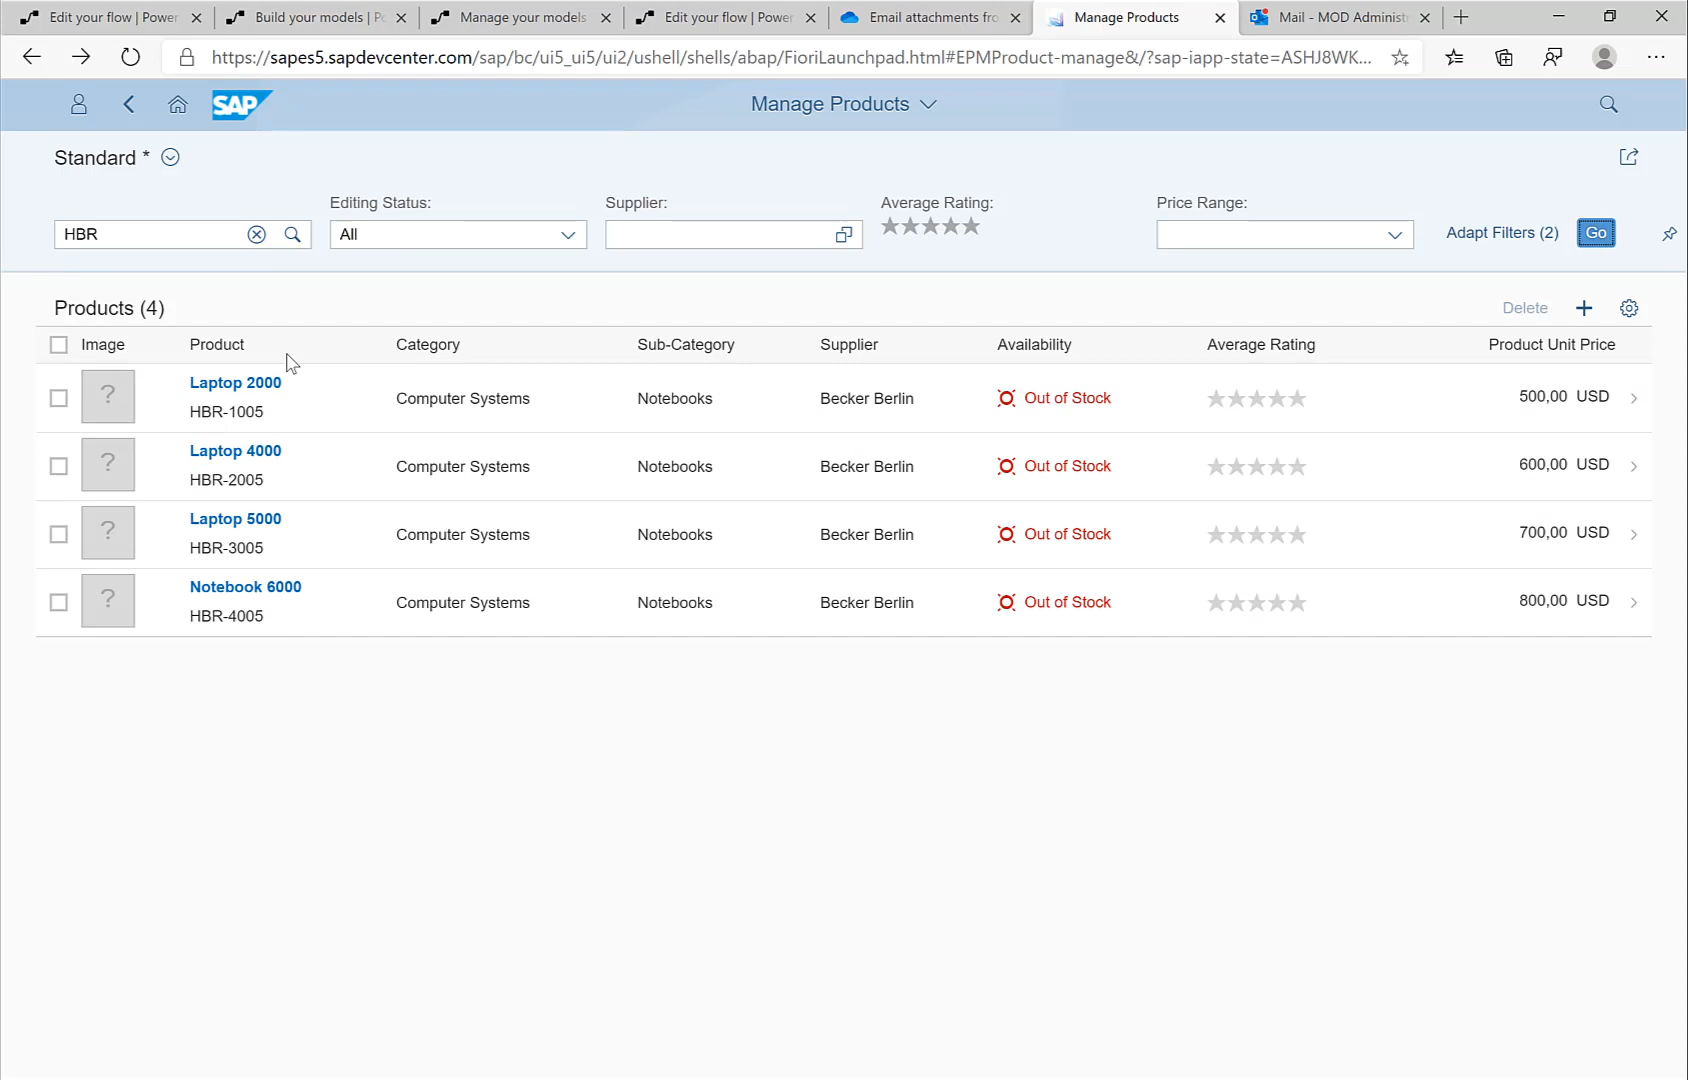 Edit your flow | Power
Build your models | P
Manage your models
Edit your flow | Power
Email attachments fro
Manage Products
Mail - MOD Administ
https://sapes5.sapdevcenter.com/sap/bc/ui5_ui5/ui2/ushell/shells/abap/FioriLaunchpad.html#EPMProduct-manage&/?sap-iapp-state=ASHJ8WK...
SAP
Manage Products
Standard *
Editing Status:
Supplier:
Average Rating:
Price Range:
HBR
All
Adapt Filters (2)
Go
Products (4)
Delete
Image Product Category Sub-Category Supplier Availability Average Rating Product Unit Price
? Laptop 2000
HBR-1005
Computer Systems Notebooks Becker Berlin Out of Stock 500,00 USD
? Laptop 4000
HBR-2005
Computer Systems Notebooks Becker Berlin Out of Stock 600,00 USD
? Laptop 5000
HBR-3005
Computer Systems Notebooks Becker Berlin Out of Stock 700,00 USD
? Notebook 6000
HBR-4005
Computer Systems Notebooks Becker Berlin Out of Stock 800,00 USD